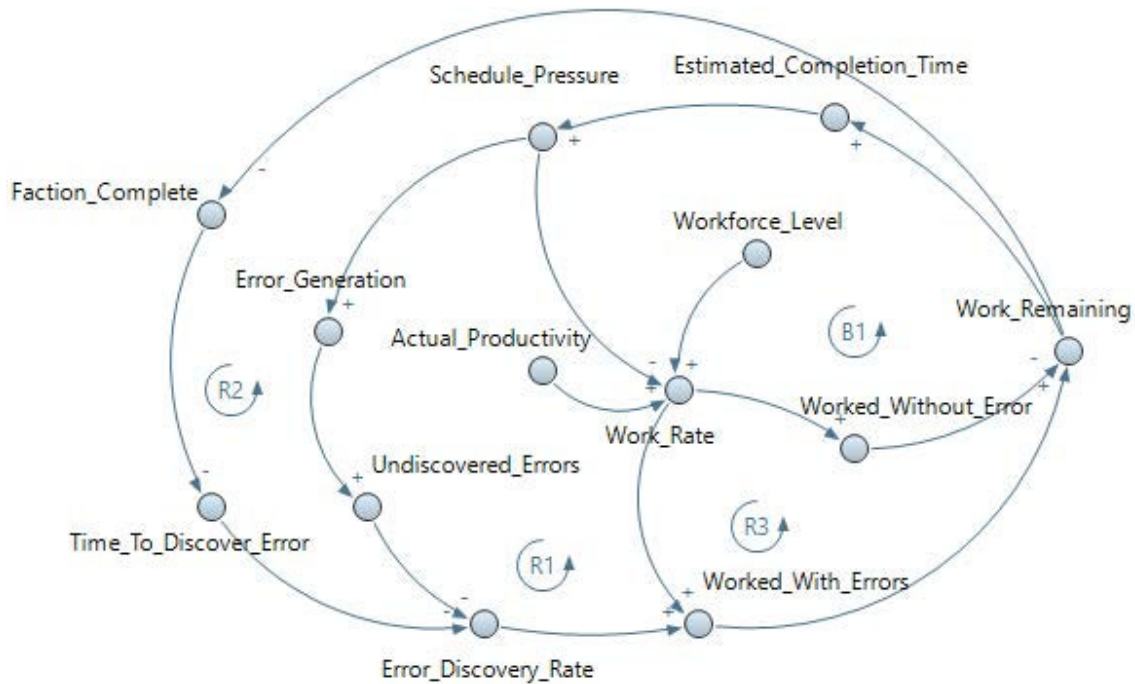 Estimated_Completion_Time
Schedule_Pressure
+
+
-
Faction_Complete
Workforce_Level
Error_Generation
+
Work_Remaining
B1
Actual_Productivity
R2
-
+
-
+
+
Worked_Without_Error
+
Work_Rate
Undiscovered_Errors
-
+
Time_To_Discover_Error
R3
R1
Worked_With_Errors
+
-
-
+
Error_Discovery_Rate